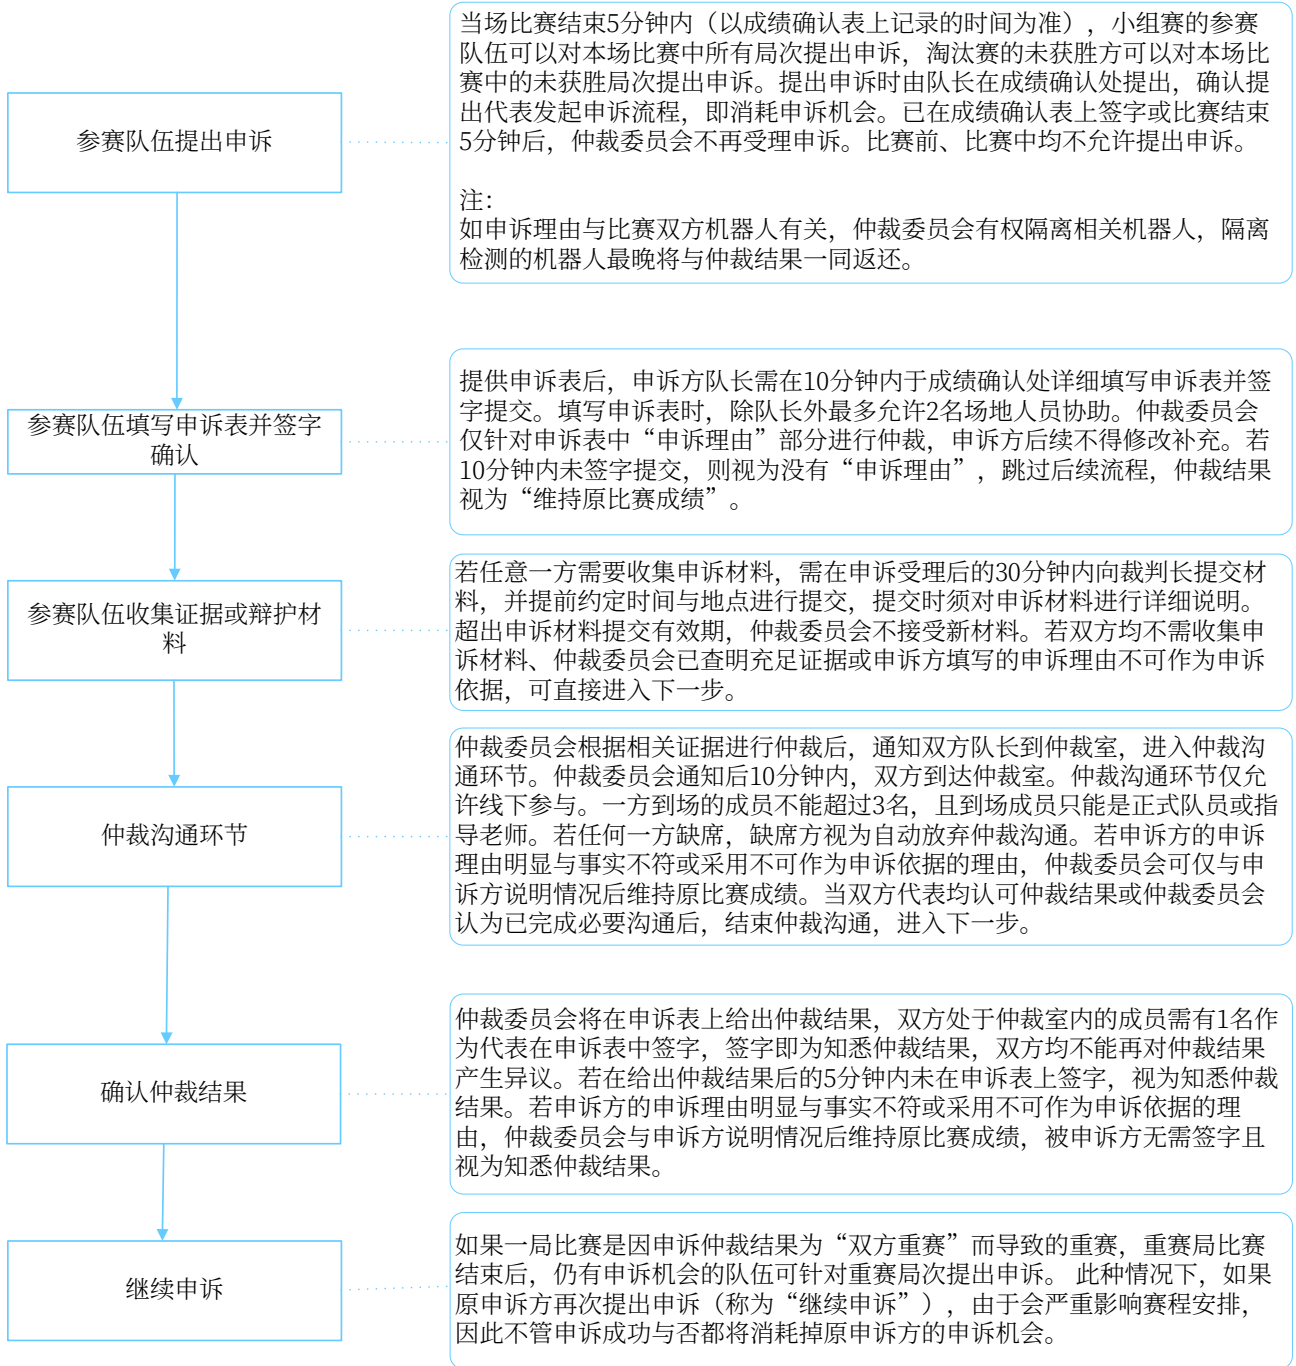 参赛队伍提出申诉
当场比赛结束5分钟内（以成绩确认表上记录的时间为准），小组赛的参赛
队伍可以对本场比赛中所有局次提出申诉，淘汰赛的未获胜方可以对本场比
赛中的未获胜局次提出申诉。提出申诉时由队长在成绩确认处提出，确认提
出代表发起申诉流程，即消耗申诉机会。已在成绩确认表上签字或比赛结束
5分钟后，仲裁委员会不再受理申诉。比赛前、比赛中均不允许提出申诉。
注：
如申诉理由与比赛双方机器人有关，仲裁委员会有权隔离相关机器人，隔离
检测的机器人最晚将与仲裁结果一同返还。
参赛队伍填写申诉表并签字
确认
提供申诉表后，申诉方队长需在10分钟内于成绩确认处详细填写申诉表并签
字提交。填写申诉表时，除队长外最多允许2名场地人员协助。仲裁委员会
仅针对申诉表中“申诉理由”部分进行仲裁，申诉方后续不得修改补充。若
10分钟内未签字提交，则视为没有“申诉理由”，跳过后续流程，仲裁结果
视为“维持原比赛成绩”。
参赛队伍收集证据或辩护材
料
若任意一方需要收集申诉材料，需在申诉受理后的30分钟内向裁判长提交材
料，并提前约定时间与地点进行提交，提交时须对申诉材料进行详细说明。
超出申诉材料提交有效期，仲裁委员会不接受新材料。若双方均不需收集申
诉材料、仲裁委员会已查明充足证据或申诉方填写的申诉理由不可作为申诉
依据，可直接进入下一步。
仲裁沟通环节
仲裁委员会根据相关证据进行仲裁后，通知双方队长到仲裁室，进入仲裁沟
通环节。仲裁委员会通知后10分钟内，双方到达仲裁室。仲裁沟通环节仅允
许线下参与。一方到场的成员不能超过3名，且到场成员只能是正式队员或指
导老师。若任何一方缺席，缺席方视为自动放弃仲裁沟通。若申诉方的申诉
理由明显与事实不符或采用不可作为申诉依据的理由，仲裁委员会可仅与申
诉方说明情况后维持原比赛成绩。当双方代表均认可仲裁结果或仲裁委员会
认为已完成必要沟通后，结束仲裁沟通，进入下一步。
确认仲裁结果
仲裁委员会将在申诉表上给出仲裁结果，双方处于仲裁室内的成员需有1名作
为代表在申诉表中签字，签字即为知悉仲裁结果，双方均不能再对仲裁结果
产生异议。若在给出仲裁结果后的5分钟内未在申诉表上签字，视为知悉仲裁
结果。若申诉方的申诉理由明显与事实不符或采用不可作为申诉依据的理
由，仲裁委员会与申诉方说明情况后维持原比赛成绩，被申诉方无需签字且
视为知悉仲裁结果。
继续申诉
如果一局比赛是因申诉仲裁结果为“双方重赛”而导致的重赛，重赛局比赛
结束后，仍有申诉机会的队伍可针对重赛局次提出申诉。 此种情况下，如果
原申诉方再次提出申诉（称为“继续申诉”），由于会严重影响赛程安排，
因此不管申诉成功与否都将消耗掉原申诉方的申诉机会。